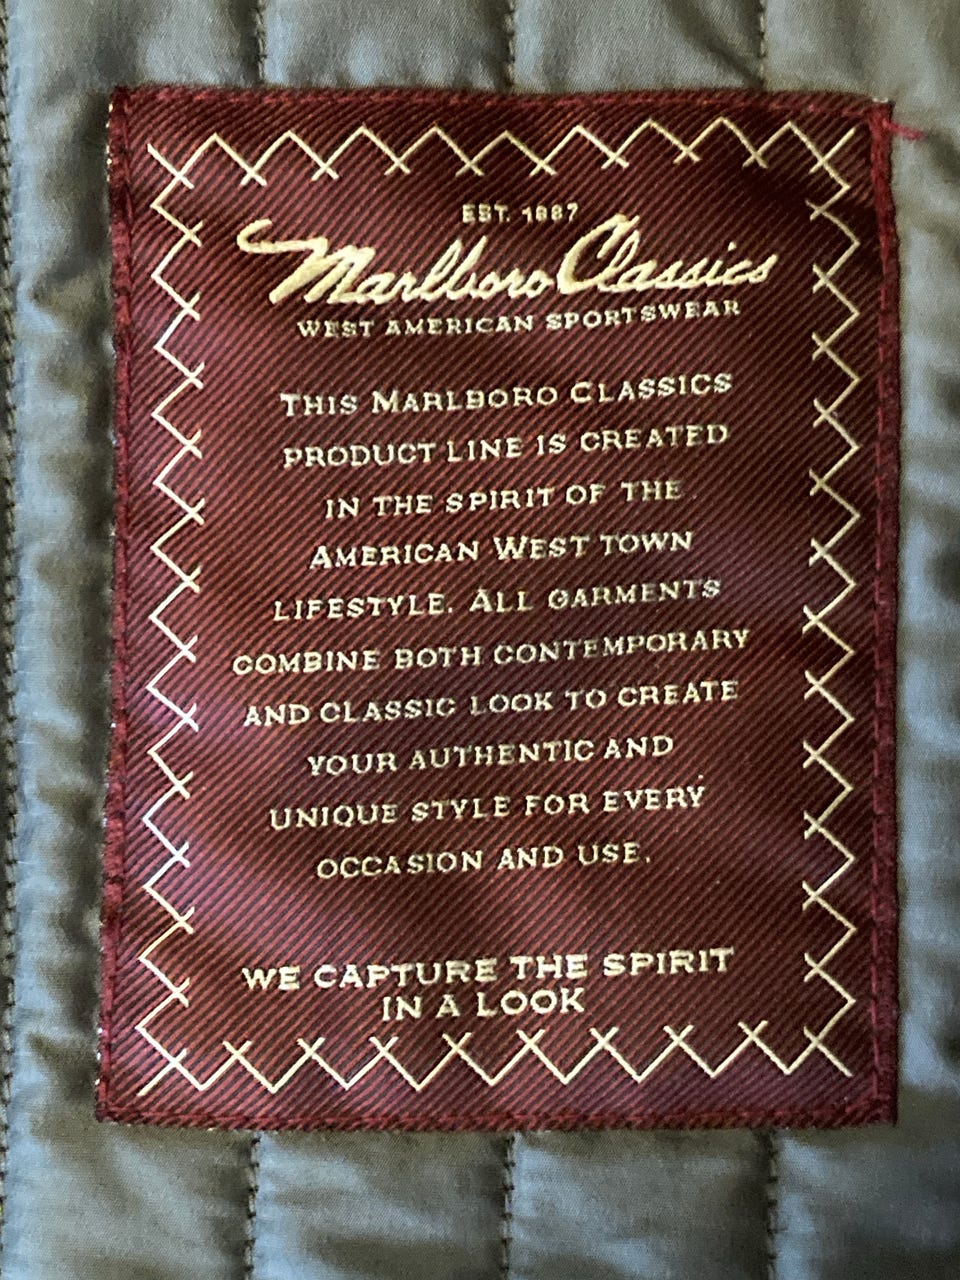 EST. 1987
Marlboro Classics
WEST AMERICAN SPORTSWEAR
THIS MARLBORO CLASSICS
PRODUCT LINE IS CREATED
IN THE SPIRIT OF THE
AMERICAN WEST TOWN
LIFESTYLE. ALL GARMENTS
COMBINE BOTH CONTEMPORARY
AND CLASSIC LOOK TO CREATE
YOUR AUTHENTIC AND
UNIQUE STYLE FOR EVERY
OCCASION AND USE.
WE CAPTURE THE SPIRIT
IN A LOOK